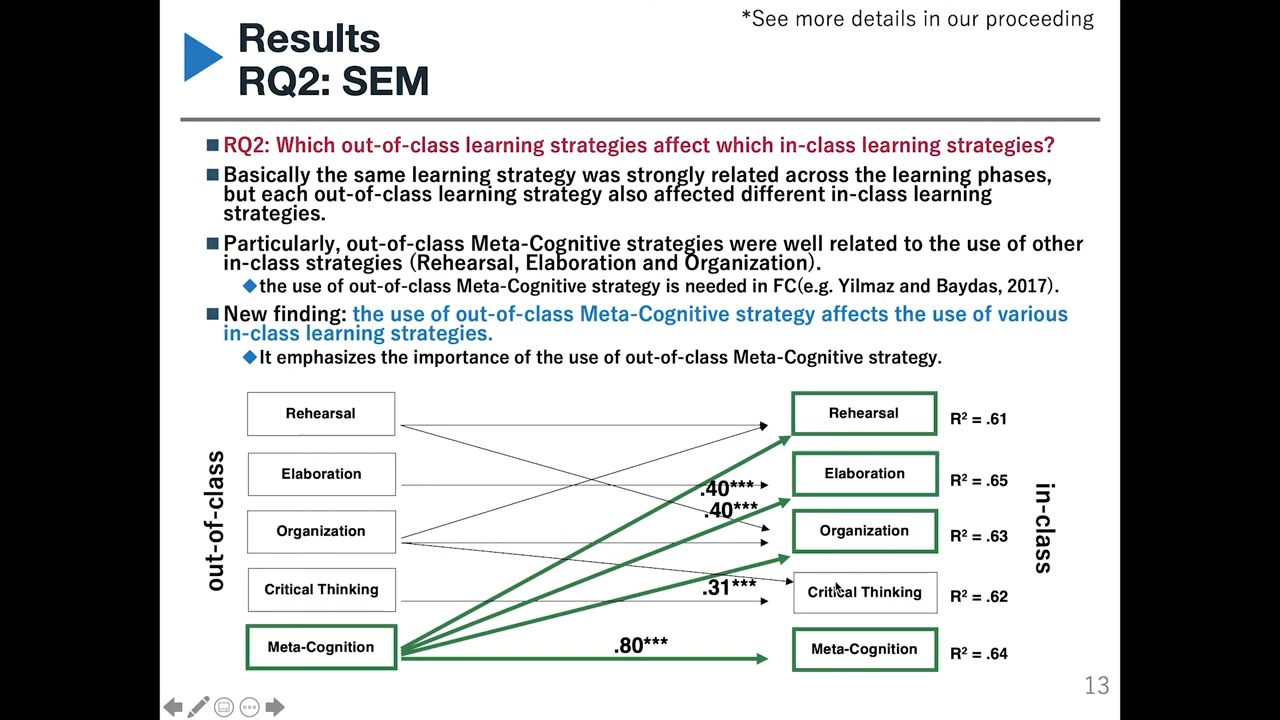 *See more details in our proceeding
Results
RQ2: SEM
RQ2: Which out-of-class learning strategies affect which in-class learning strategies?
Basically the same learning strategy was strongly related across the learning phases,
but each out-of-class learning strategy also affected different in-class learning
strategies.
Particularly, out-of-class Meta-Cognitive strategies were well related to the use of other
in-class strategies (Rehearsal, Elaboration and Organization).
the use of out-of-class Meta-Cognitive strategy is needed in FC(e.g. Yilmaz and Baydas, 2017).
New finding: the use of out-of-class Meta-Cognitive strategy affects the use of various
in-class learning strategies.
It emphasizes the importance of the use of out-of-class Meta-Cognitive strategy.
out-of-class
Rehearsal
Elaboration
Organization
Critical Thinking
Meta-Cognition
.40***
.40***
.31***
.80***
Rehearsal
R² = .61
Elaboration
R² = .65
Organization
R² = .63
Critical Thinking
R² = .62
Meta-Cognition
R² = .64
in-class
13